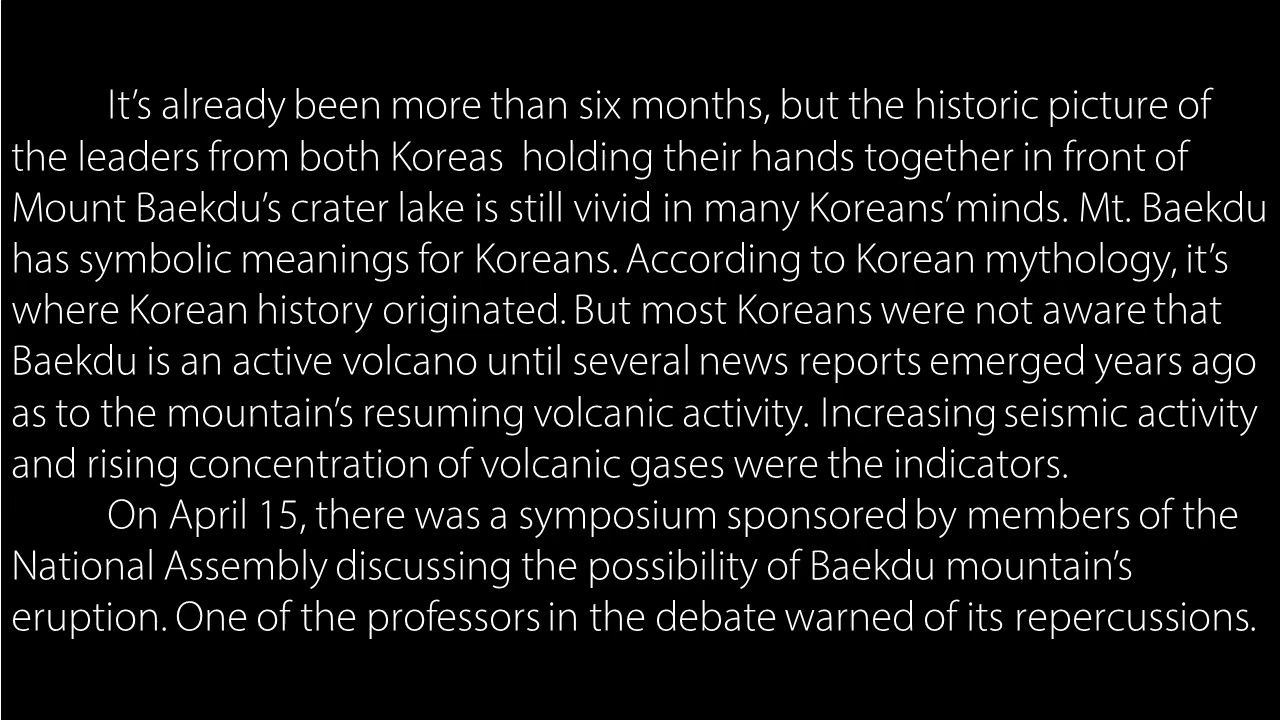 It’s already been more than six months, but the historic picture of
the leaders from both Koreas  holding their hands together in front of
Mount Baekdu’s crater lake is still vivid in many Koreans’ minds. Mt. Baekdu
has symbolic meanings for Koreans. According to Korean mythology, it’s
where Korean history originated. But most Koreans were not aware that
Baekdu is an active volcano until several news reports emerged years ago
as to the mountain’s resuming volcanic activity. Increasing seismic activity
and rising concentration of volcanic gases were the indicators.
On April 15, there was a symposium sponsored by members of the
National Assembly discussing the possibility of Baekdu mountain’s
eruption. One of the professors in the debate warned of its repercussions.